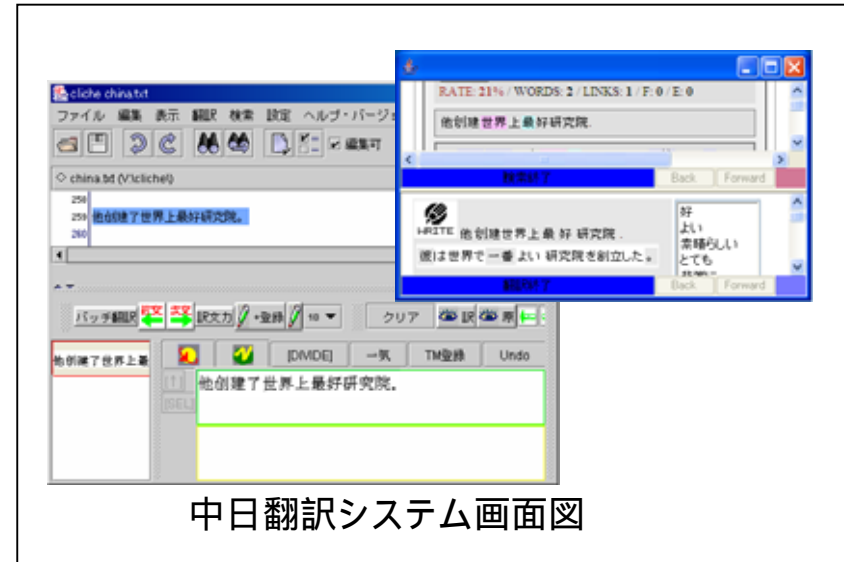 cliche china.txt
ファイル 編集 表示 翻訳 検索 設定 ヘルプ・バージョ
編集可
china.txt (V:\cliche\)
258
259 他创建了世界上最好研究院。
260
バッチ翻訳 原文 訳文 訳文力 +登録 10 クリア 訳 原
他创建了世界上最
[DIVIDE] 一気 TM登録 Undo
[↑]
[SEL]
他创建了世界上最好研究院。
RATE: 21% / WORDS: 2 / LINKS: 1 / F: 0 / E: 0
他创建世界上最好研究院.
検索終了 Back Forward
WRITE 他 创建世界上 最 好 研究院 .
彼は世界で 一番 よい 研究院を創立した 。
好
よい
素晴らしい
とても
翻訳終了 Back Forward
中日翻訳システム画面図